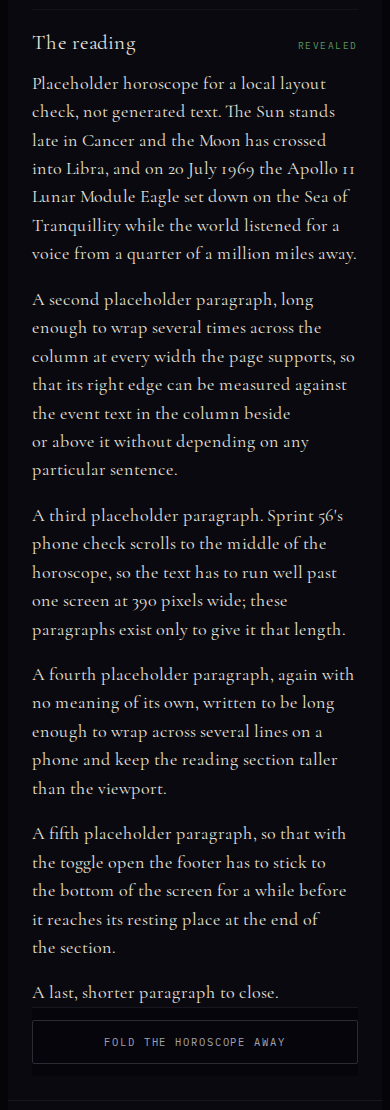 The reading
REVEALED
Placeholder horoscope for a local layout
check, not generated text. The Sun stands
late in Cancer and the Moon has crossed
into Libra, and on 20 July 1969 the Apollo 11
Lunar Module Eagle set down on the Sea of
Tranquillity while the world listened for a
voice from a quarter of a million miles away.
A second placeholder paragraph, long
enough to wrap several times across the
column at every width the page supports, so
that its right edge can be measured against
the event text in the column beside
or above it without depending on any
particular sentence.
A third placeholder paragraph. Sprint 56's
phone check scrolls to the middle of the
horoscope, so the text has to run well past
one screen at 390 pixels wide; these
paragraphs exist only to give it that length.
A fourth placeholder paragraph, again with
no meaning of its own, written to be long
enough to wrap across several lines on a
phone and keep the reading section taller
than the viewport.
A fifth placeholder paragraph, so that with
the toggle open the footer has to stick to
the bottom of the screen for a while before
it reaches its resting place at the end of
the section.
A last, shorter paragraph to close.
FOLD THE HOROSCOPE AWAY